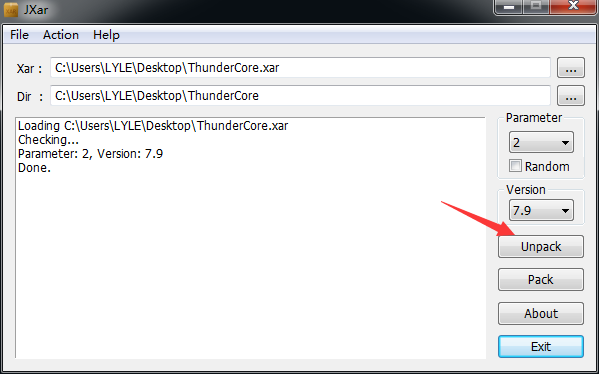 JXar
File Action LYLE
Xar : C:\Users\LYLE\Desktop\ThunderCore.xar ...
Dir : C:\Users\LYLE\Desktop\ThunderCore ...
Loading C:\Users\LYLE\Desktop\ThunderCore.xar
Checking...
Parameter: 2, Version: 7.9
Done.
Parameter
2
Random
Version
7.9
Unpack
Pack
About
Exit